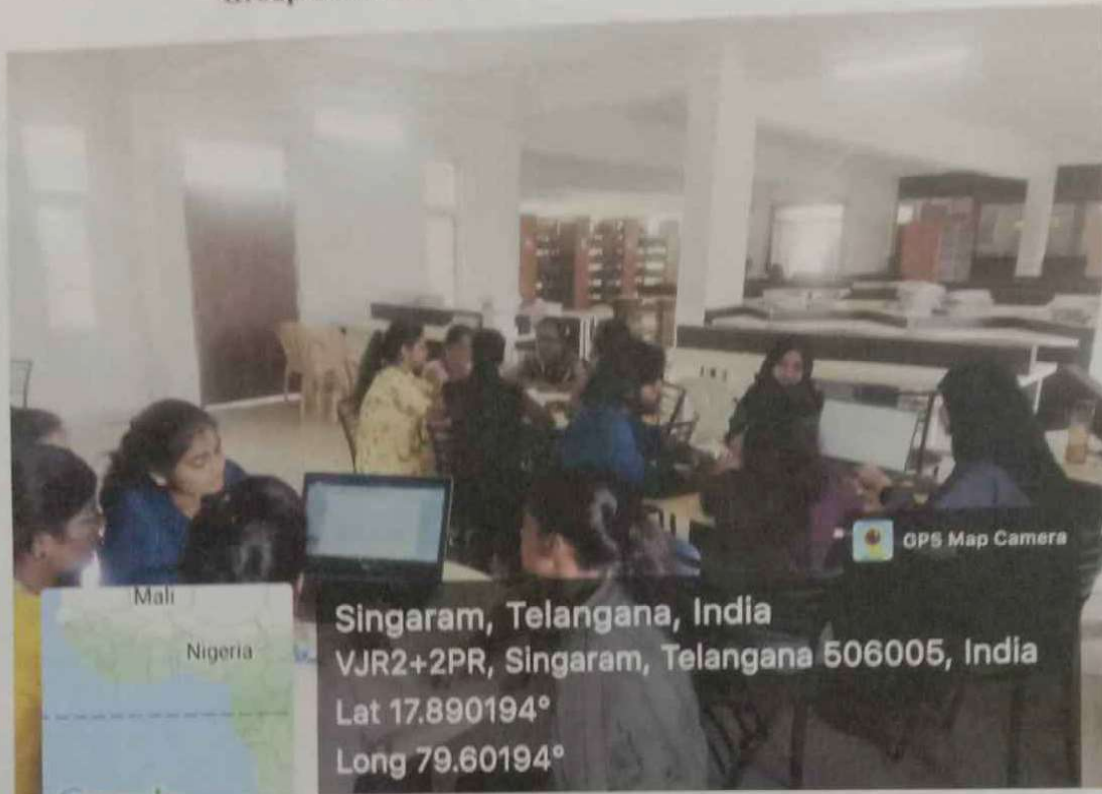 GPS Map Camera
Mali
Nigeria
Singaram, Telangana, India
VJR2+2PR, Singaram, Telangana 506005, India
Lat 17.890194°
Long 79.60194°